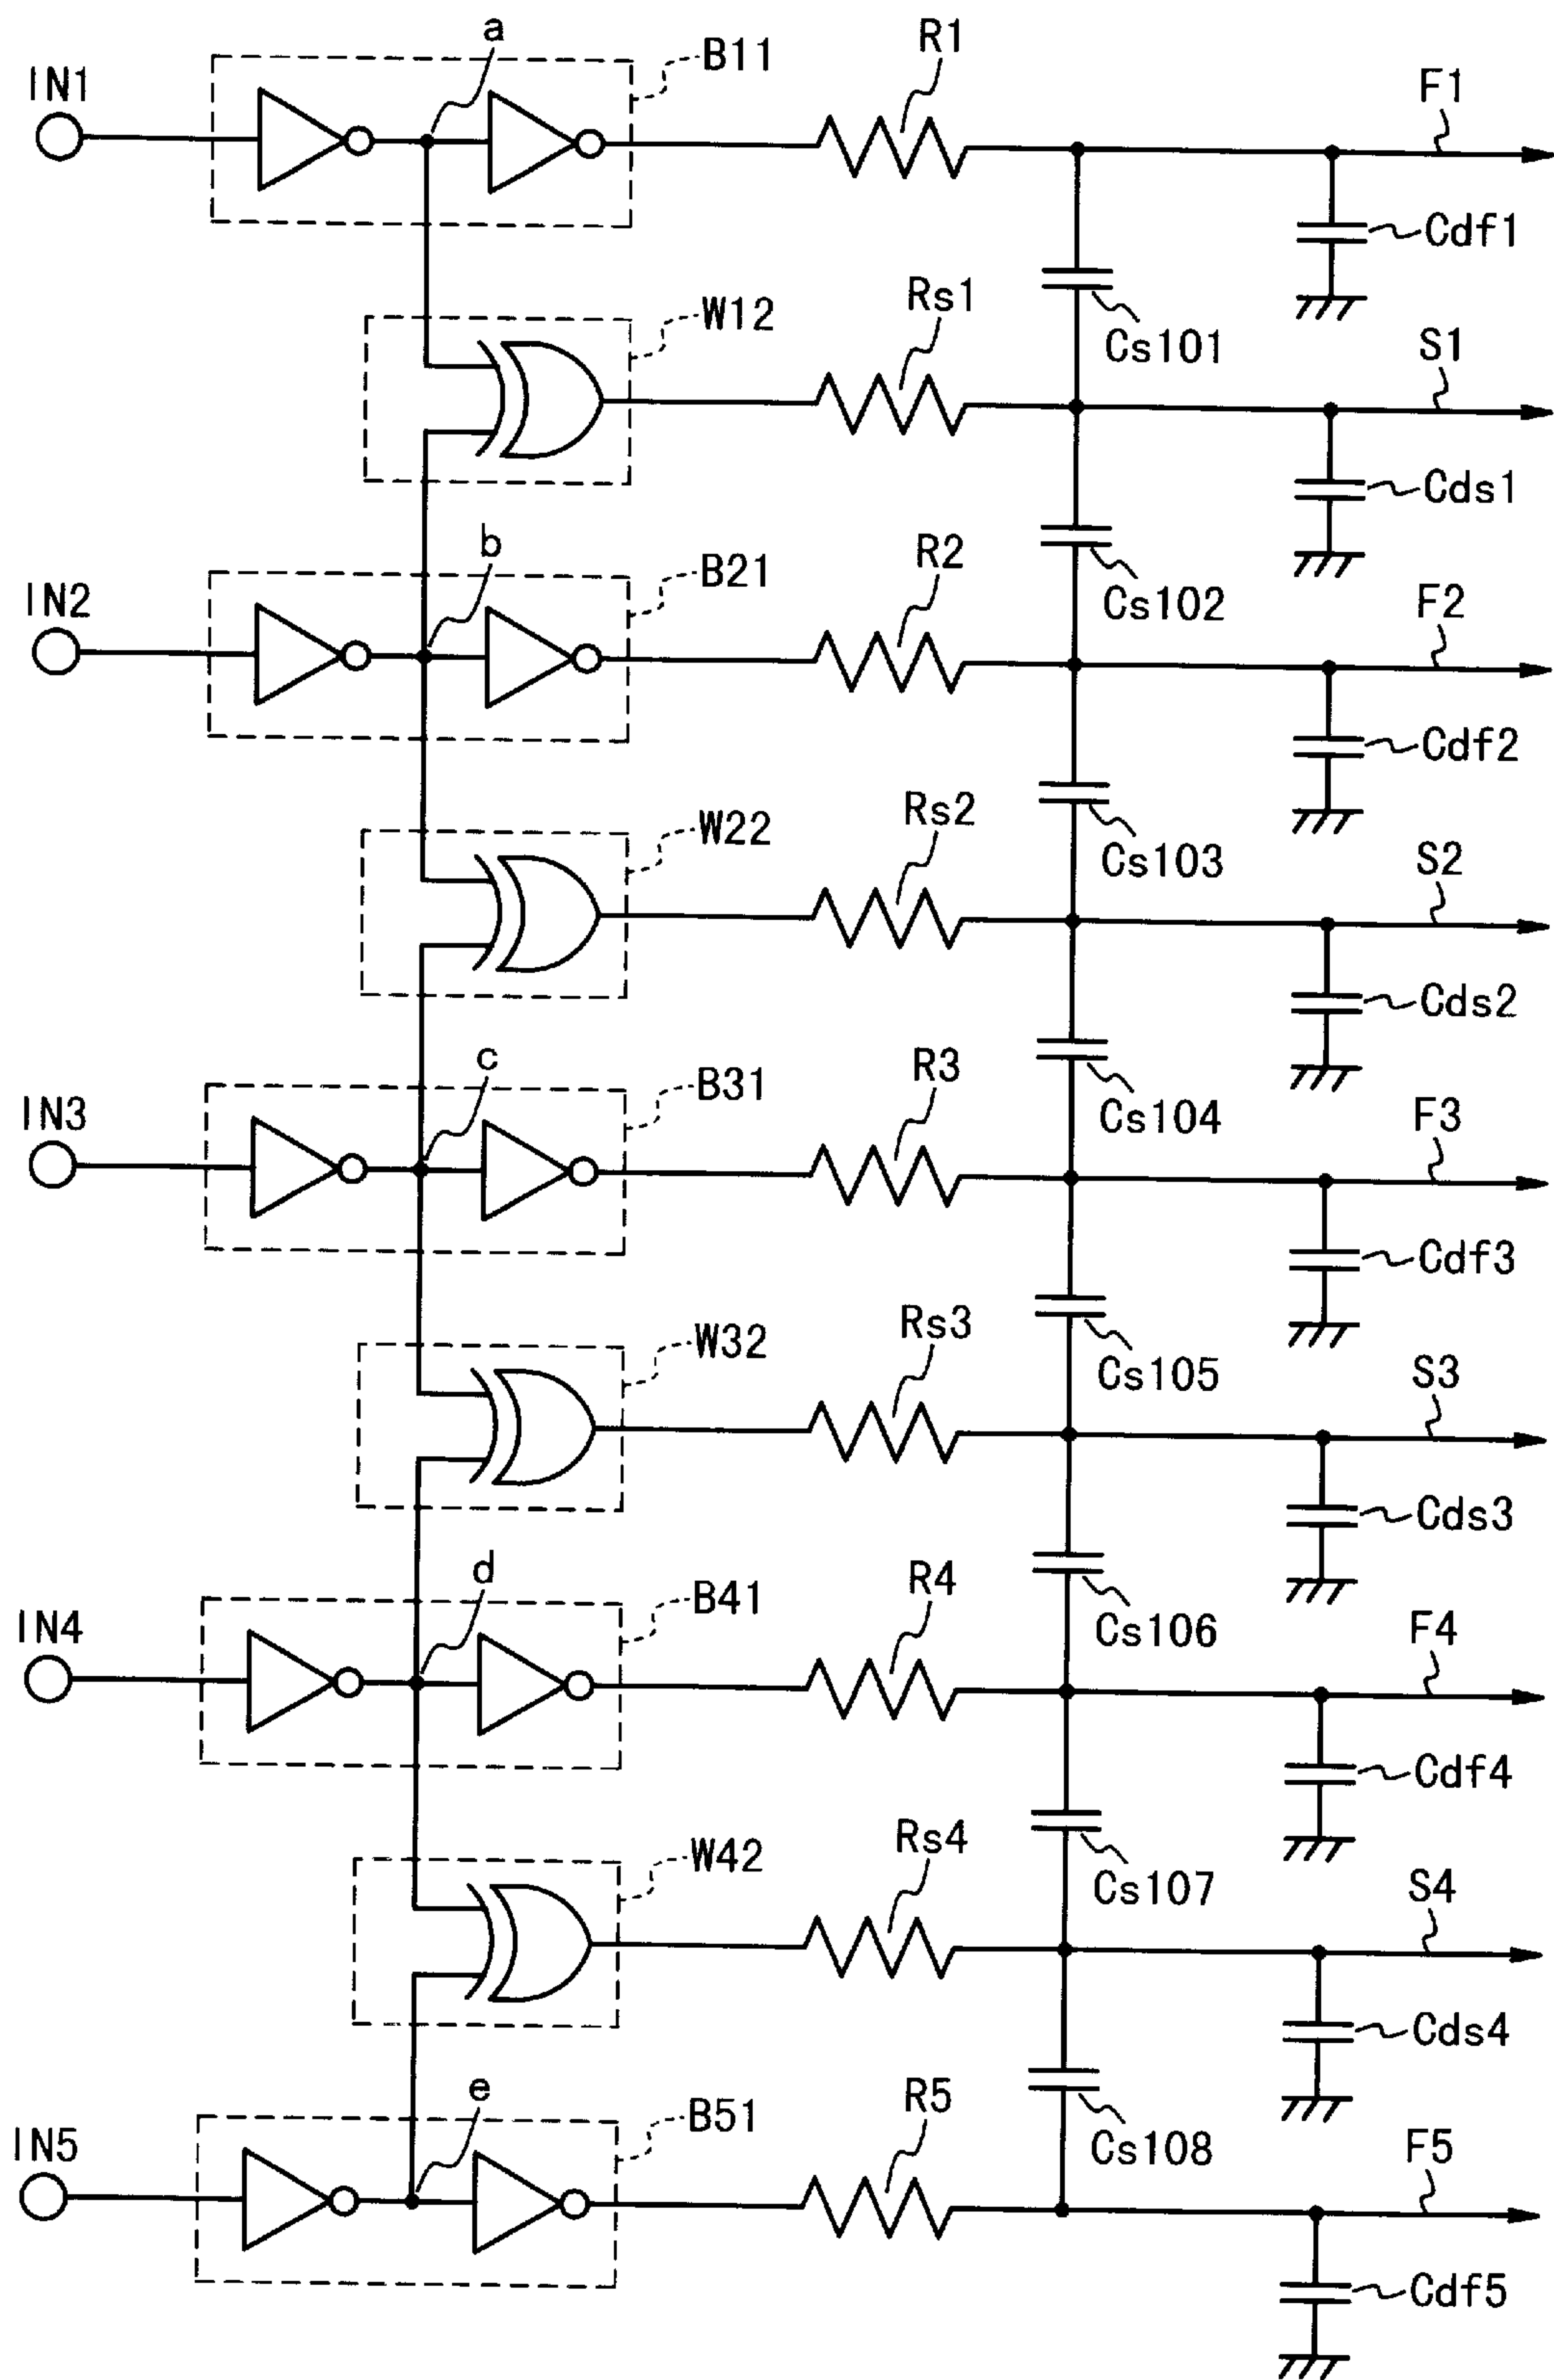 a
R1
B11
IN1
F1
Cdf1
Rs1
W12
Cs101
S1
Cds1
b
R2
B21
IN2
Cs102
F2
Cdf2
Rs2
W22
Cs103
S2
Cds2
c
R3
B31
IN3
Cs104
F3
Cdf3
Rs3
W32
Cs105
S3
Cds3
d
R4
B41
IN4
Cs106
F4
Cdf4
Rs4
W42
Cs107
S4
Cds4
e
R5
B51
IN5
Cs108
F5
Cdf5